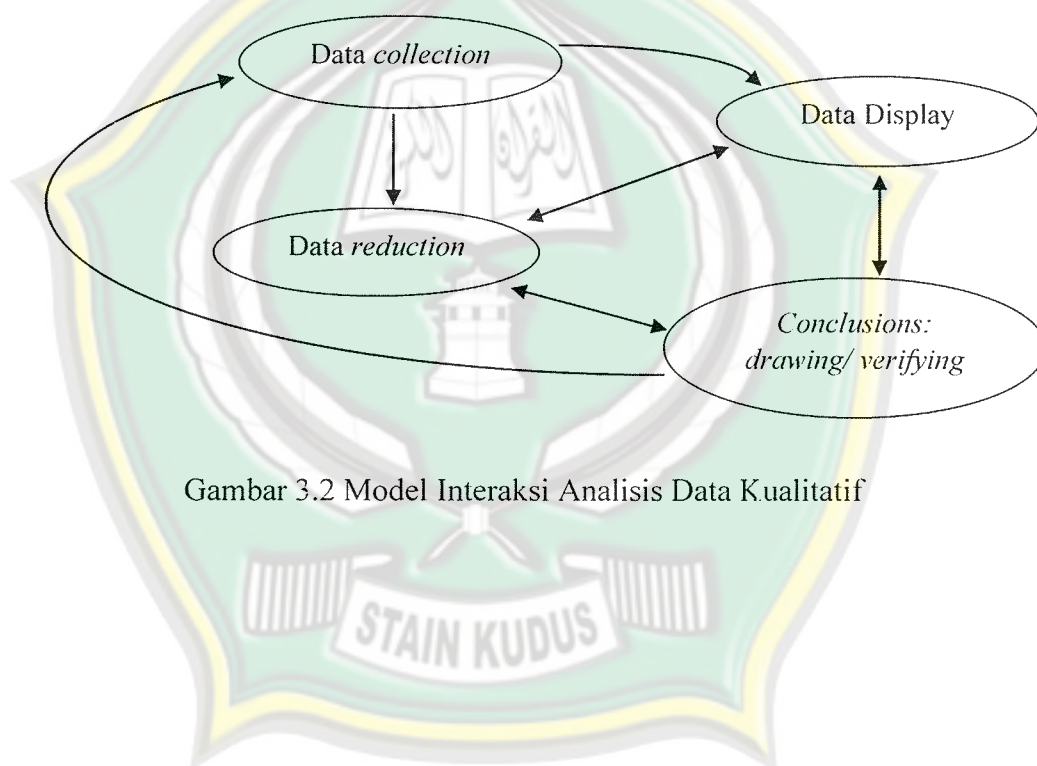 Data collection
Data Display
Data reduction
Conclusions:
drawing/ verifying
Gambar 3.2 Model Interaksi Analisis Data Kualitatif
STAIN KUDUS